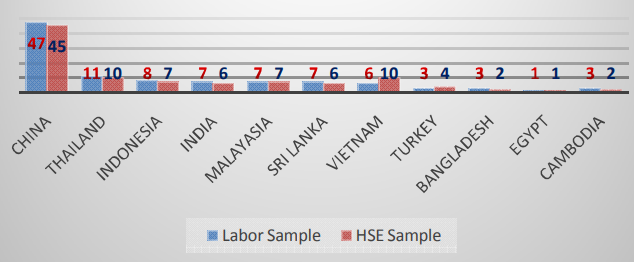 47 45 11 10 8 7 7 6 7 7 7 6 6 10 3 4 3 2 1 1 3 2
CHINA
THAILAND
INDONESIA
INDIA
MALAYASIA
SRI LANKA
VIETNAM
TURKEY
BANGLADESH
EGYPT
CAMBODIA
Labor Sample HSE Sample